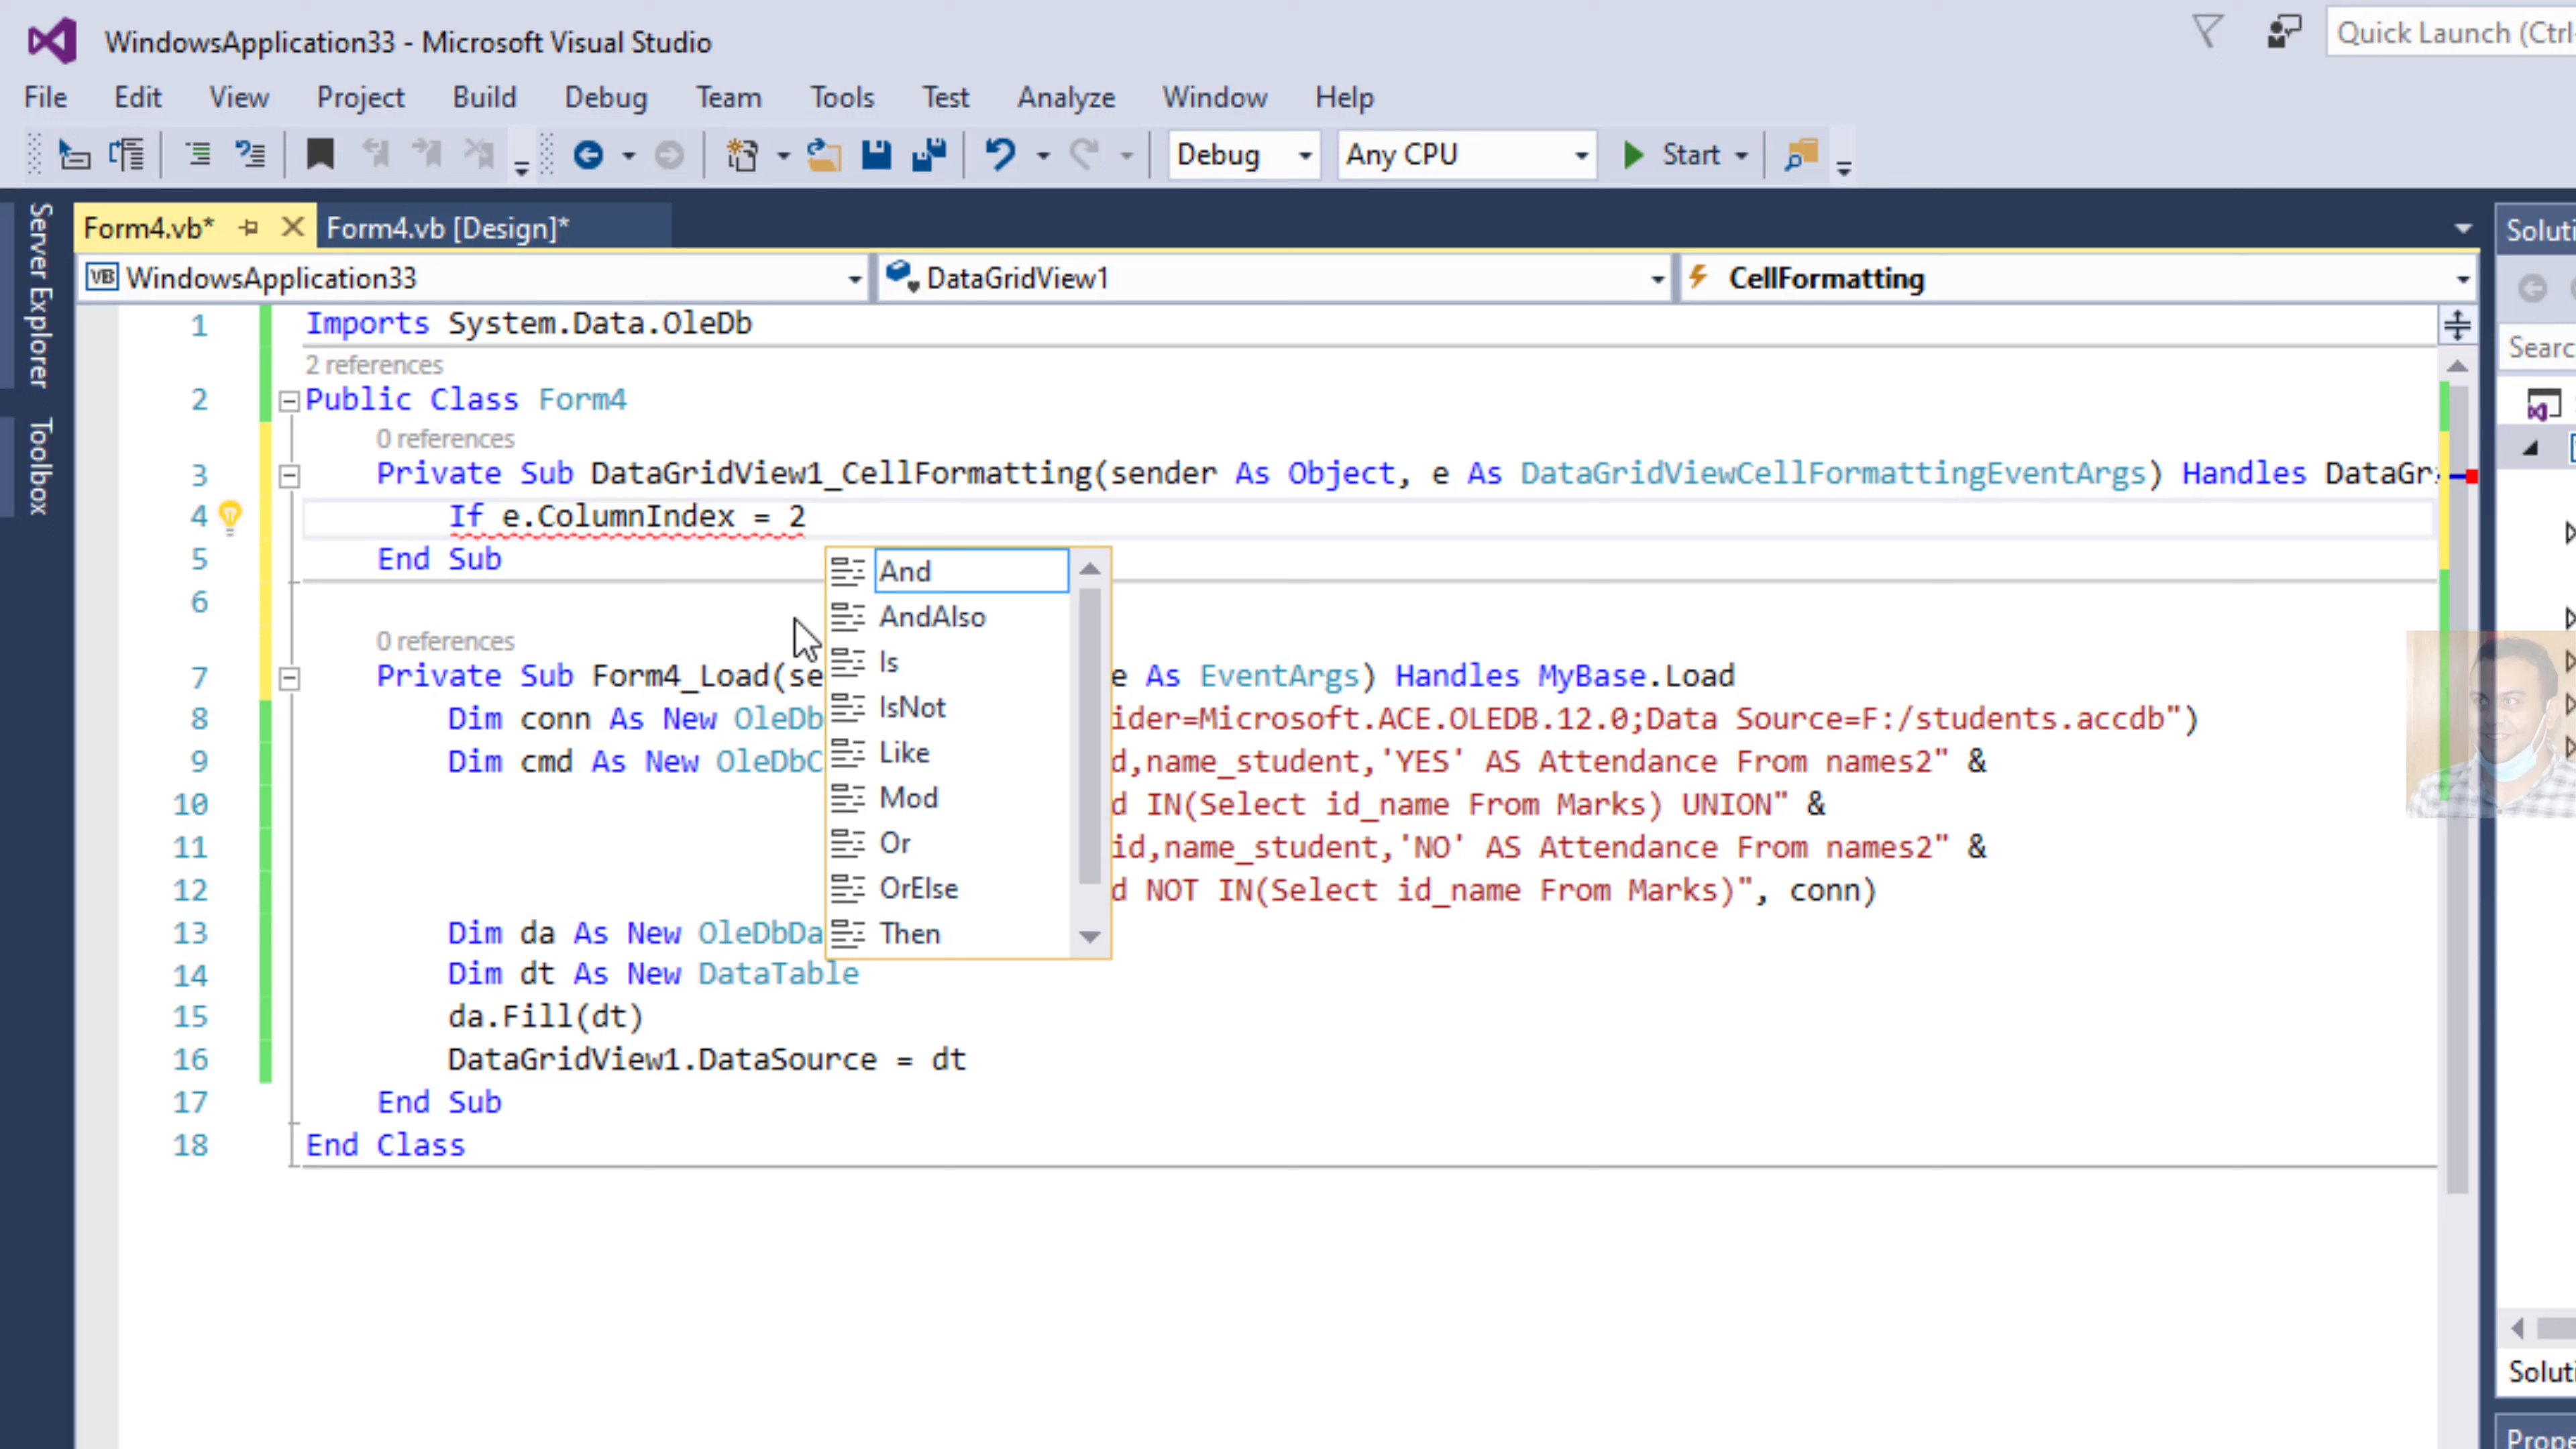 WindowsApplication33 - Microsoft Visual Studio
Quick Launch (Ctrl-
File Edit View Project Build Debug Team Tools Test Analyze Window Help
Debug Any CPU Start
Server Explorer
Toolbox
Form4.vb* Form4.vb [Design]*
Soluti
VB WindowsApplication33 DataGridView1 CellFormatting
Searc
1 Imports System.Data.OleDb
2 references
2 Public Class Form4
0 references
3 Private Sub DataGridView1_CellFormatting(sender As Object, e As DataGridViewCellFormattingEventArgs) Handles DataGr
4 If e.ColumnIndex = 2
5 End Sub
6
0 references
7 Private Sub Form4_Load(se e As EventArgs) Handles MyBase.Load
8 Dim conn As New OleDb ider=Microsoft.ACE.OLEDB.12.0;Data Source=F:/students.accdb")
9 Dim cmd As New OleDbC d,name_student,'YES' AS Attendance From names2" &
10 d IN(Select id_name From Marks) UNION" &
11 id,name_student,'NO' AS Attendance From names2" &
12 d NOT IN(Select id_name From Marks)", conn)
13 Dim da As New OleDbDa
14 Dim dt As New DataTable
15 da.Fill(dt)
16 DataGridView1.DataSource = dt
17 End Sub
18 End Class
And
AndAlso
Is
IsNot
Like
Mod
Or
OrElse
Then
Soluti
Prope